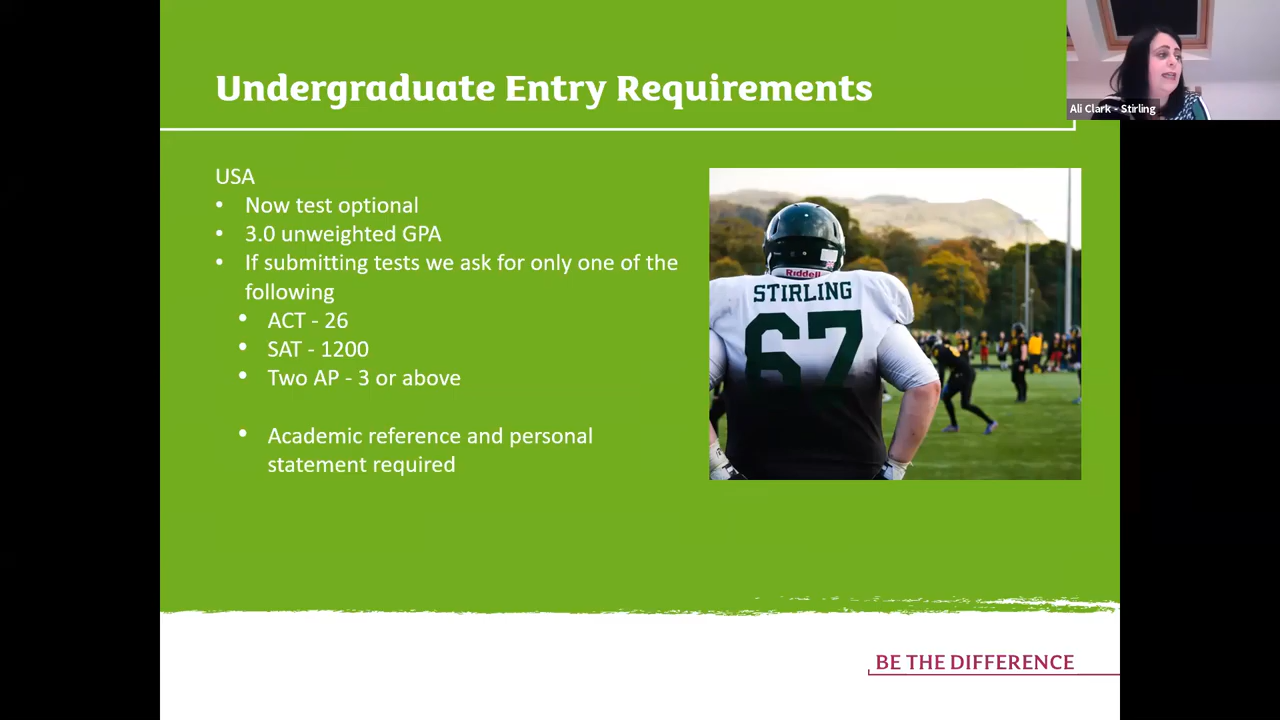 Undergraduate Entry Requirements
Ali Clark - Stirling
USA
• Now test optional
• 3.0 unweighted GPA
• If submitting tests we ask for only one of the
following
• ACT - 26
• SAT - 1200
• Two AP - 3 or above
• Academic reference and personal
statement required
Riddell
STIRLING
67
BE THE DIFFERENCE